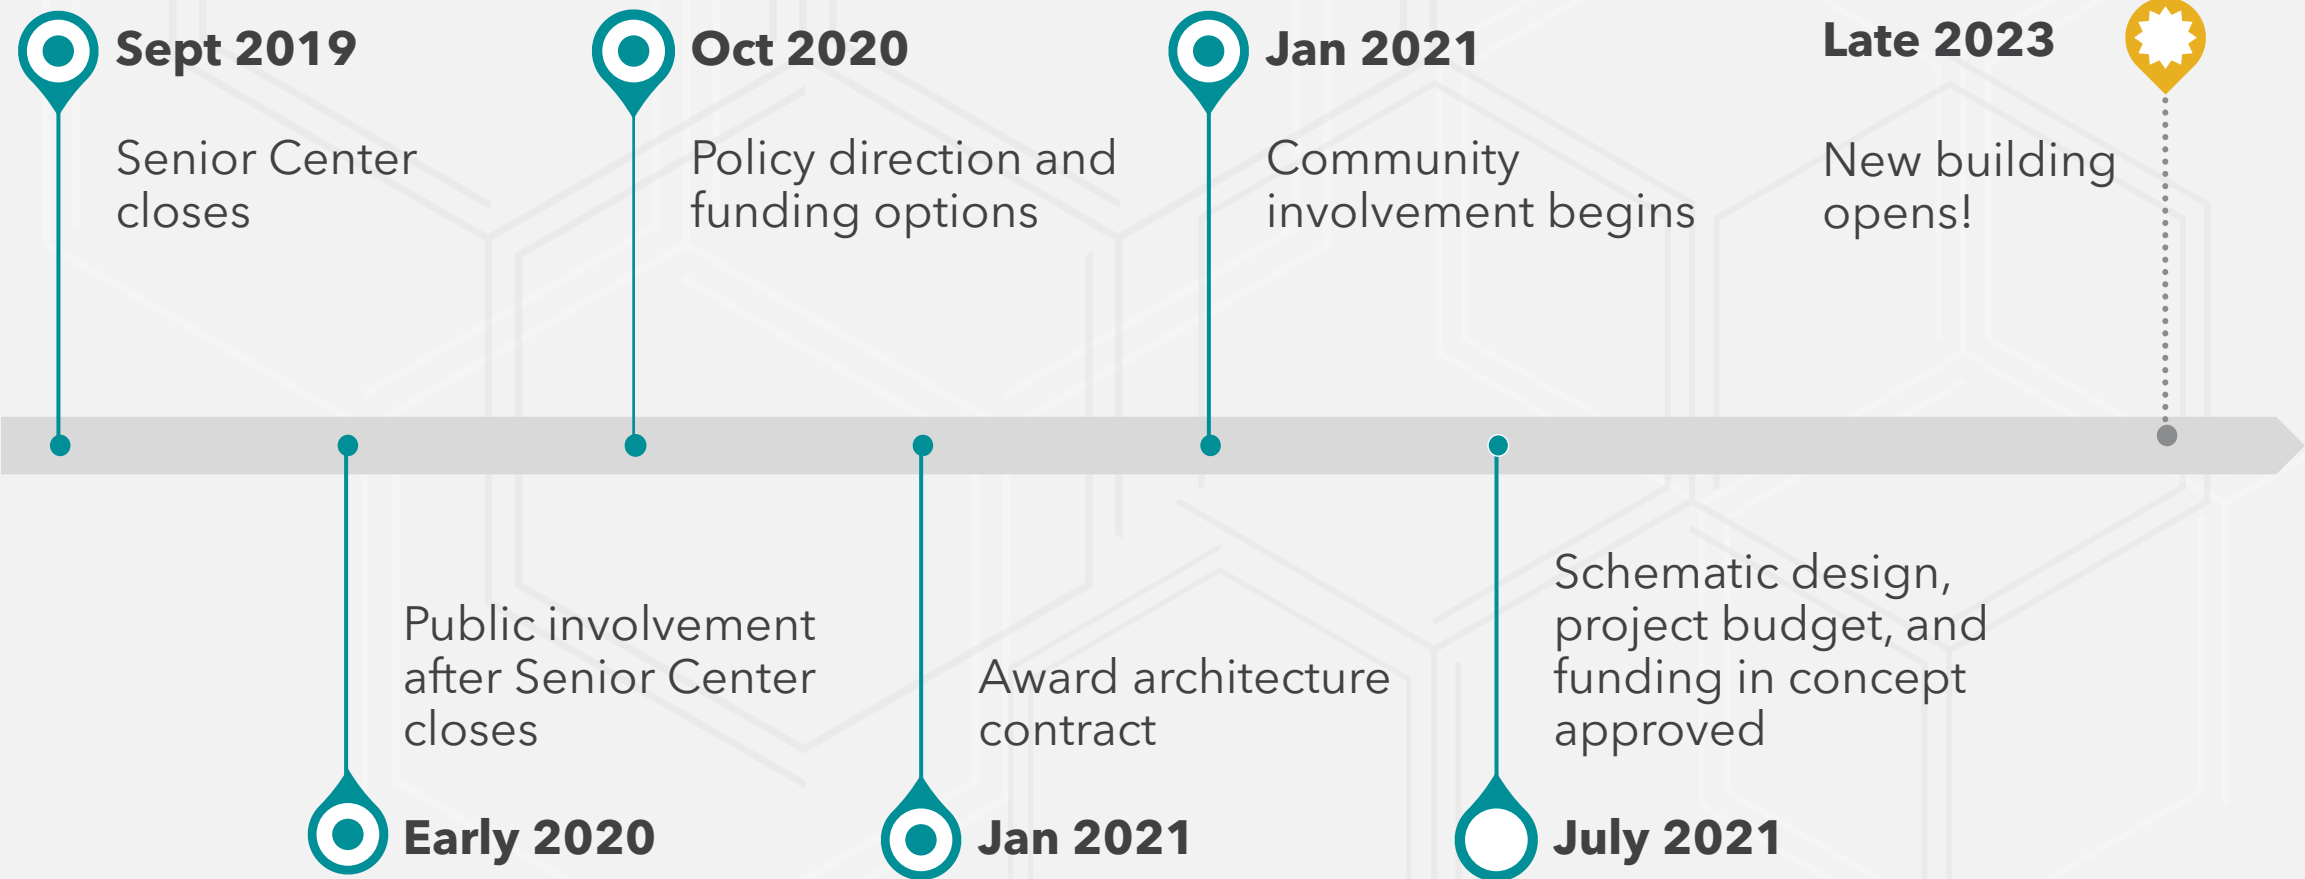 Sept 2019
Senior Center
closes
Early 2020
Public involvement
after Senior Center
closes
Oct 2020
Policy direction and
funding options
Jan 2021
Award architecture
contract
Jan 2021
Community
involvement begins
July 2021
Schematic design,
project budget, and
funding in concept
approved
Late 2023
New building
opens!